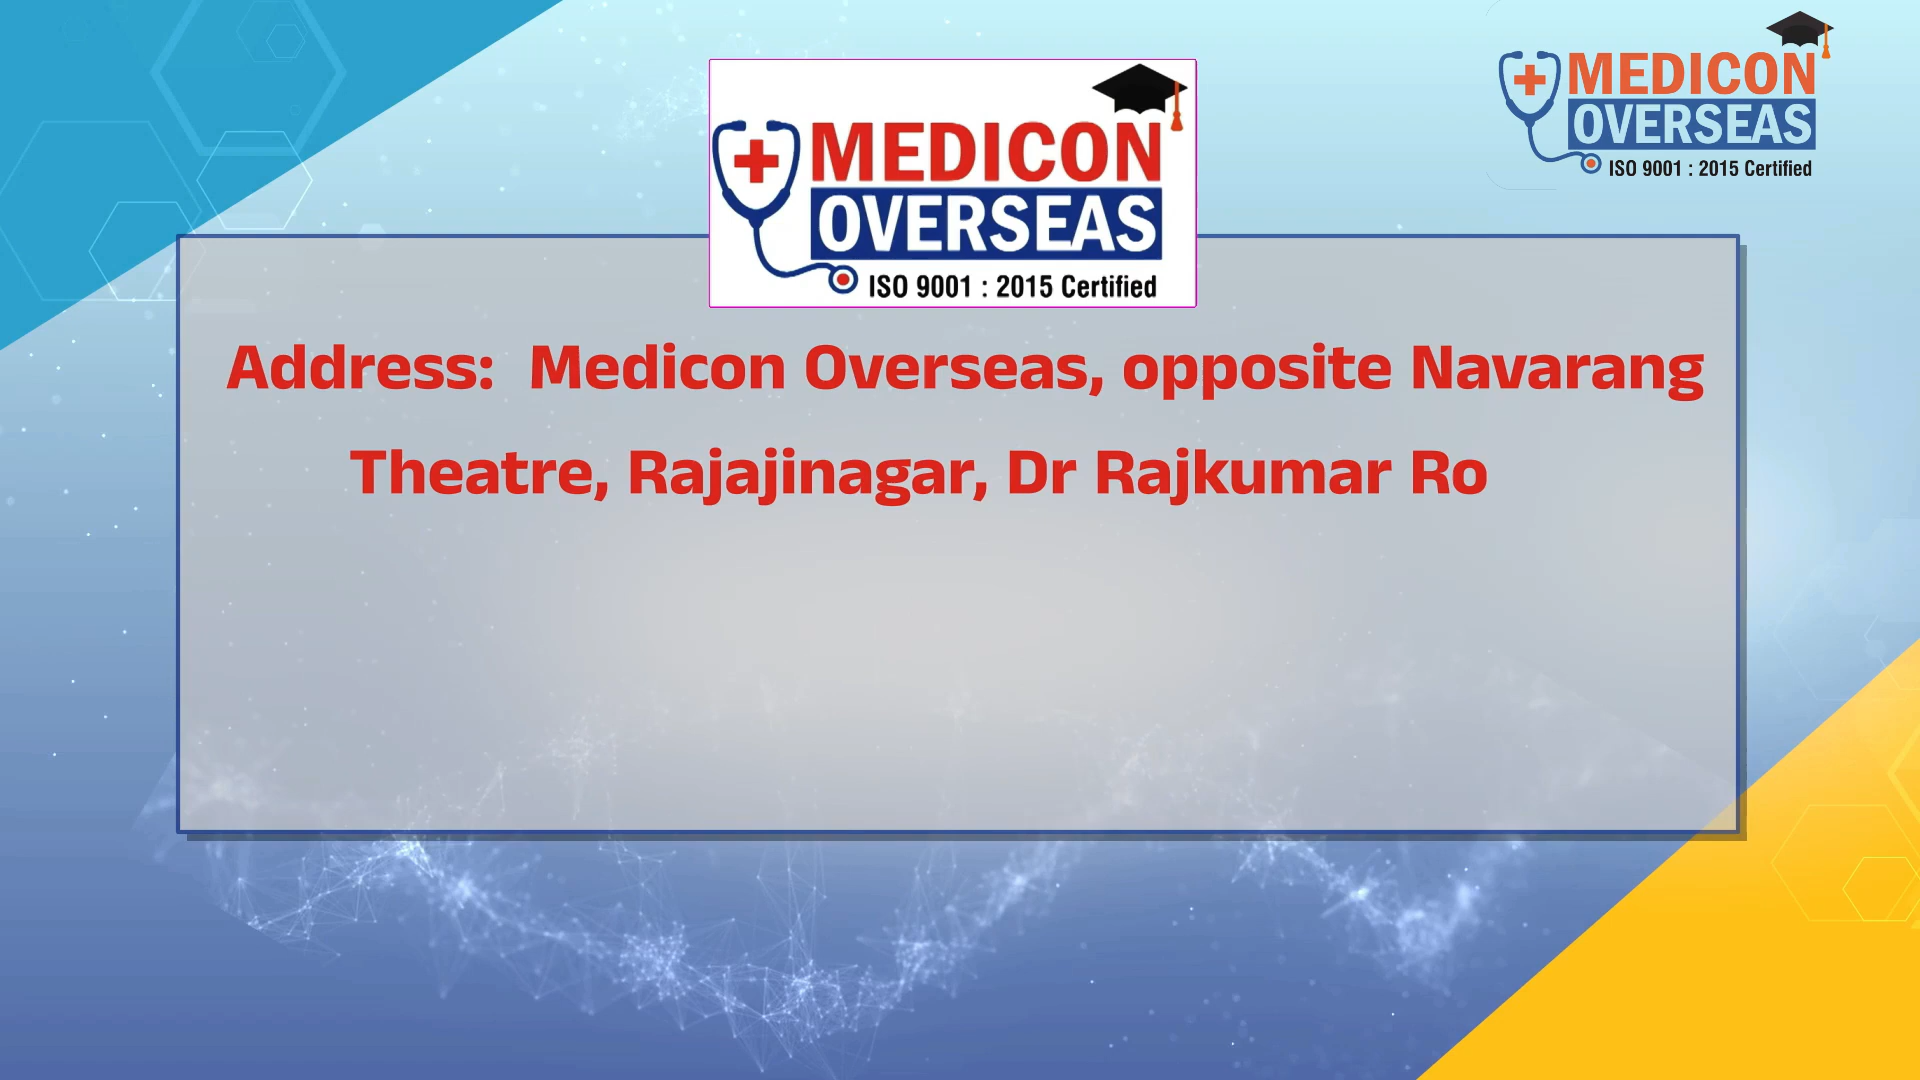 MEDICON
OVERSEAS
ISO 9001 : 2015 Certified
MEDICON
OVERSEAS
ISO 9001 : 2015 Certified
Address: Medicon Overseas, opposite Navarang
Theatre, Rajajinagar, Dr Rajkumar Ro